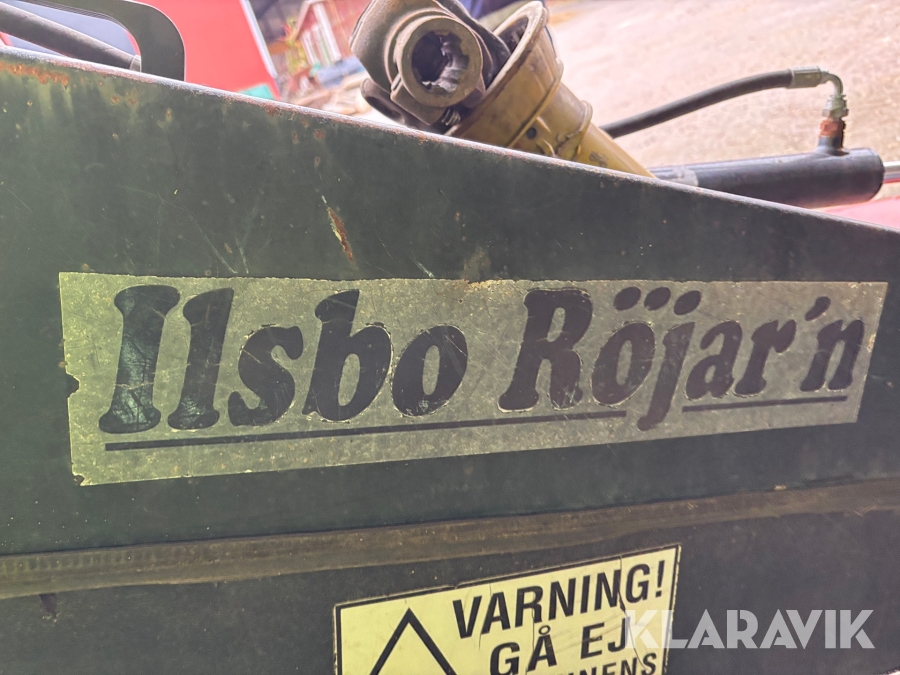 Ilsbo Röjar'n
VARNING!
GÅ EJ
KLARAVIK